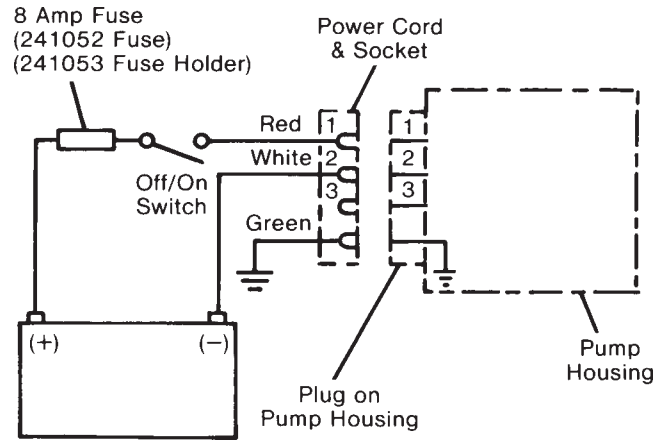 8 Amp Fuse
(241052 Fuse)
(241053 Fuse Holder)
Power Cord
& Socket
Red
1
1
White
2
2
Off/On
Switch
3
3
Green
(+)
(−)
Plug on
Pump Housing
Pump
Housing